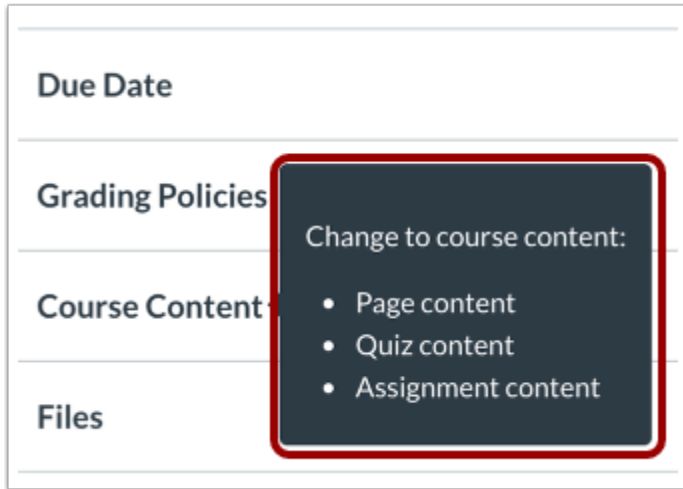 Due Date
Grading Policies
Change to course content:
Course Content
• Page content
• Quiz content
• Assignment content
Files